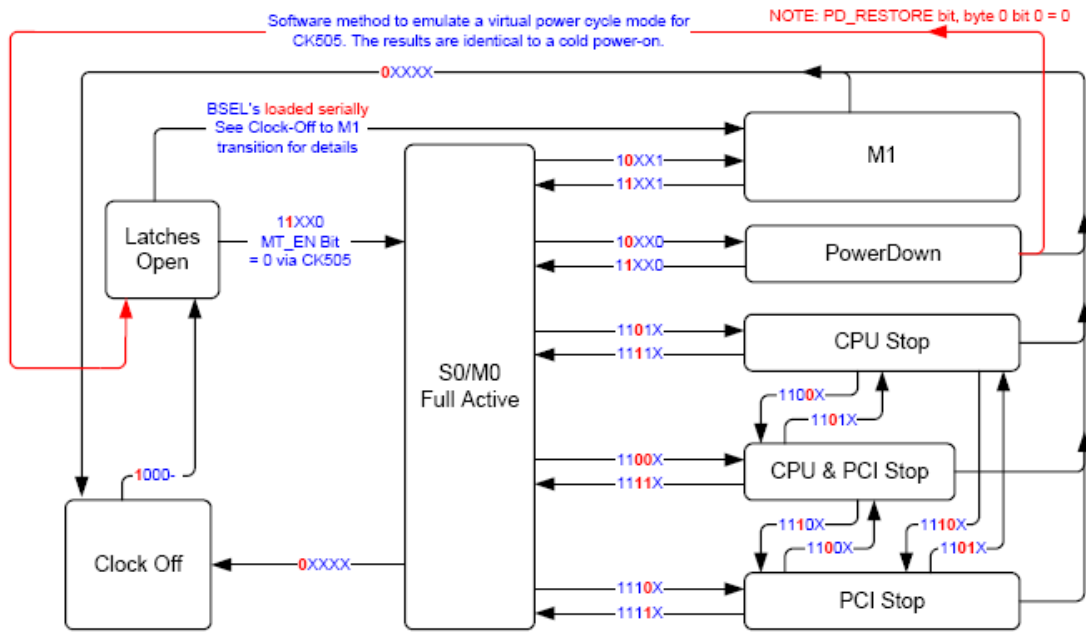 Software method to emulate a virtual power cycle mode for
CK505. The results are identical to a cold power-on.
NOTE: PD_RESTORE bit, byte 0 bit 0 = 0
0XXXX
BSEL's loaded serially
See Clock-Off to M1
transition for details
M1
10XX1
11XX1
Latches
Open
11XX0
MT_EN Bit
= 0 via CK505
10XX0
11XX0
PowerDown
1101X
1111X
CPU Stop
S0/M0
Full Active
1100X
1101X
1100X
1111X
CPU & PCI Stop
1000-
Clock Off
0XXXX
1110X
1100X
1110X
1101X
1110X
1111X
PCI Stop